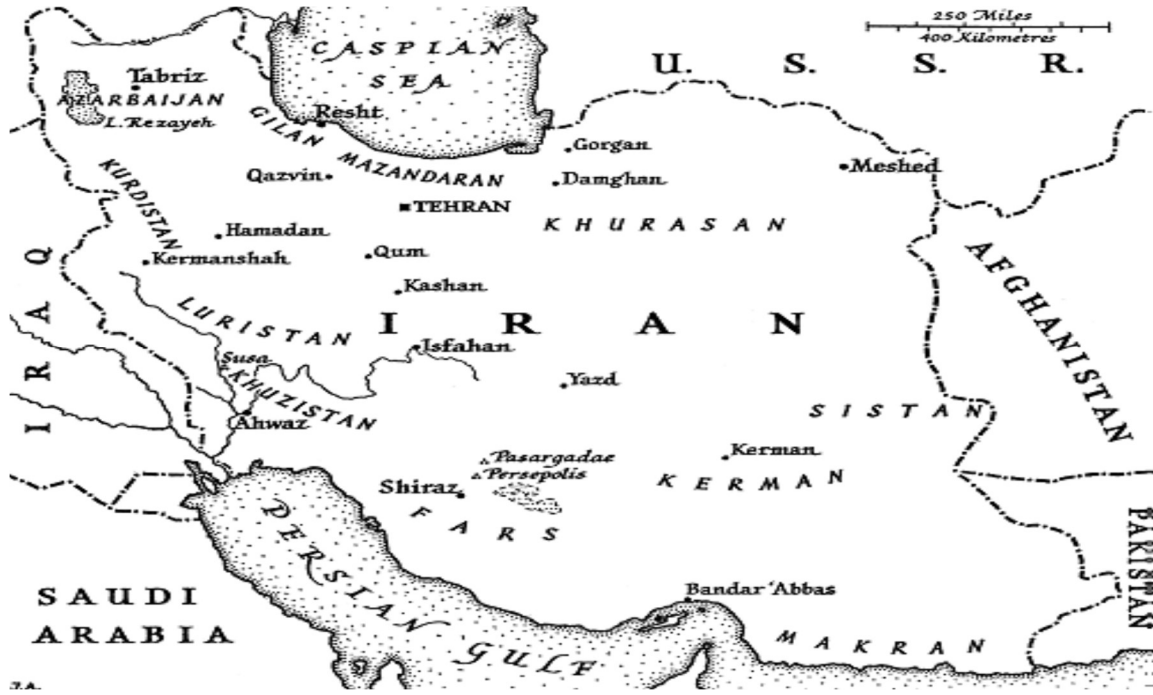 250 Miles
400 Kilometres
CASPIAN
SEA
U. S. S. R.
Tabriz
AZARBAIJAN
L. Rezayeh
Resht
GILAN
MAZANDARAN
Gorgan
Meshed
Qazvin
Damghan
KURDISTAN
TEHRAN
KHURASAN
Hamadan
Kermanshah
Qum
AFGHANISTAN
Kashan
IRAQ
LURISTAN
IRAN
Isfahan
Susa
KHUZISTAN
Yazd
Ahwaz
SISTAN
Pasargadae
Persepolis
Kerman
KERMAN
Shiraz
FARS
PERSIAN GULF
PAKISTAN
SAUDI
ARABIA
Bandar 'Abbas
MAKRAN
J.A.